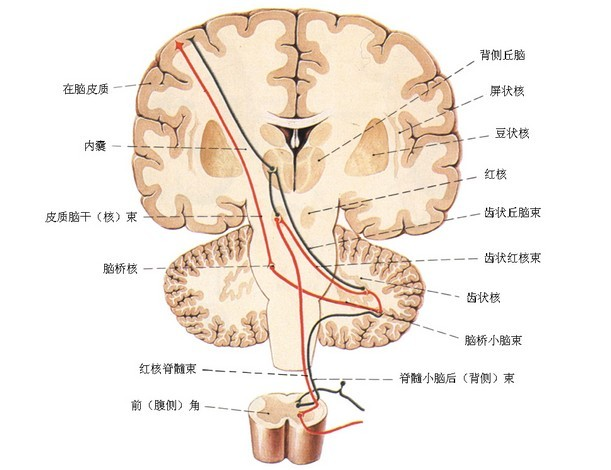 背侧丘脑
屏状核
在脑皮质
豆状核
内囊
红核
皮质脑干（核）束
齿状丘脑束
齿状红核束
脑桥核
齿状核
脑桥小脑束
红核脊髓束
脊髓小脑后（背侧）束
前（腹侧）角